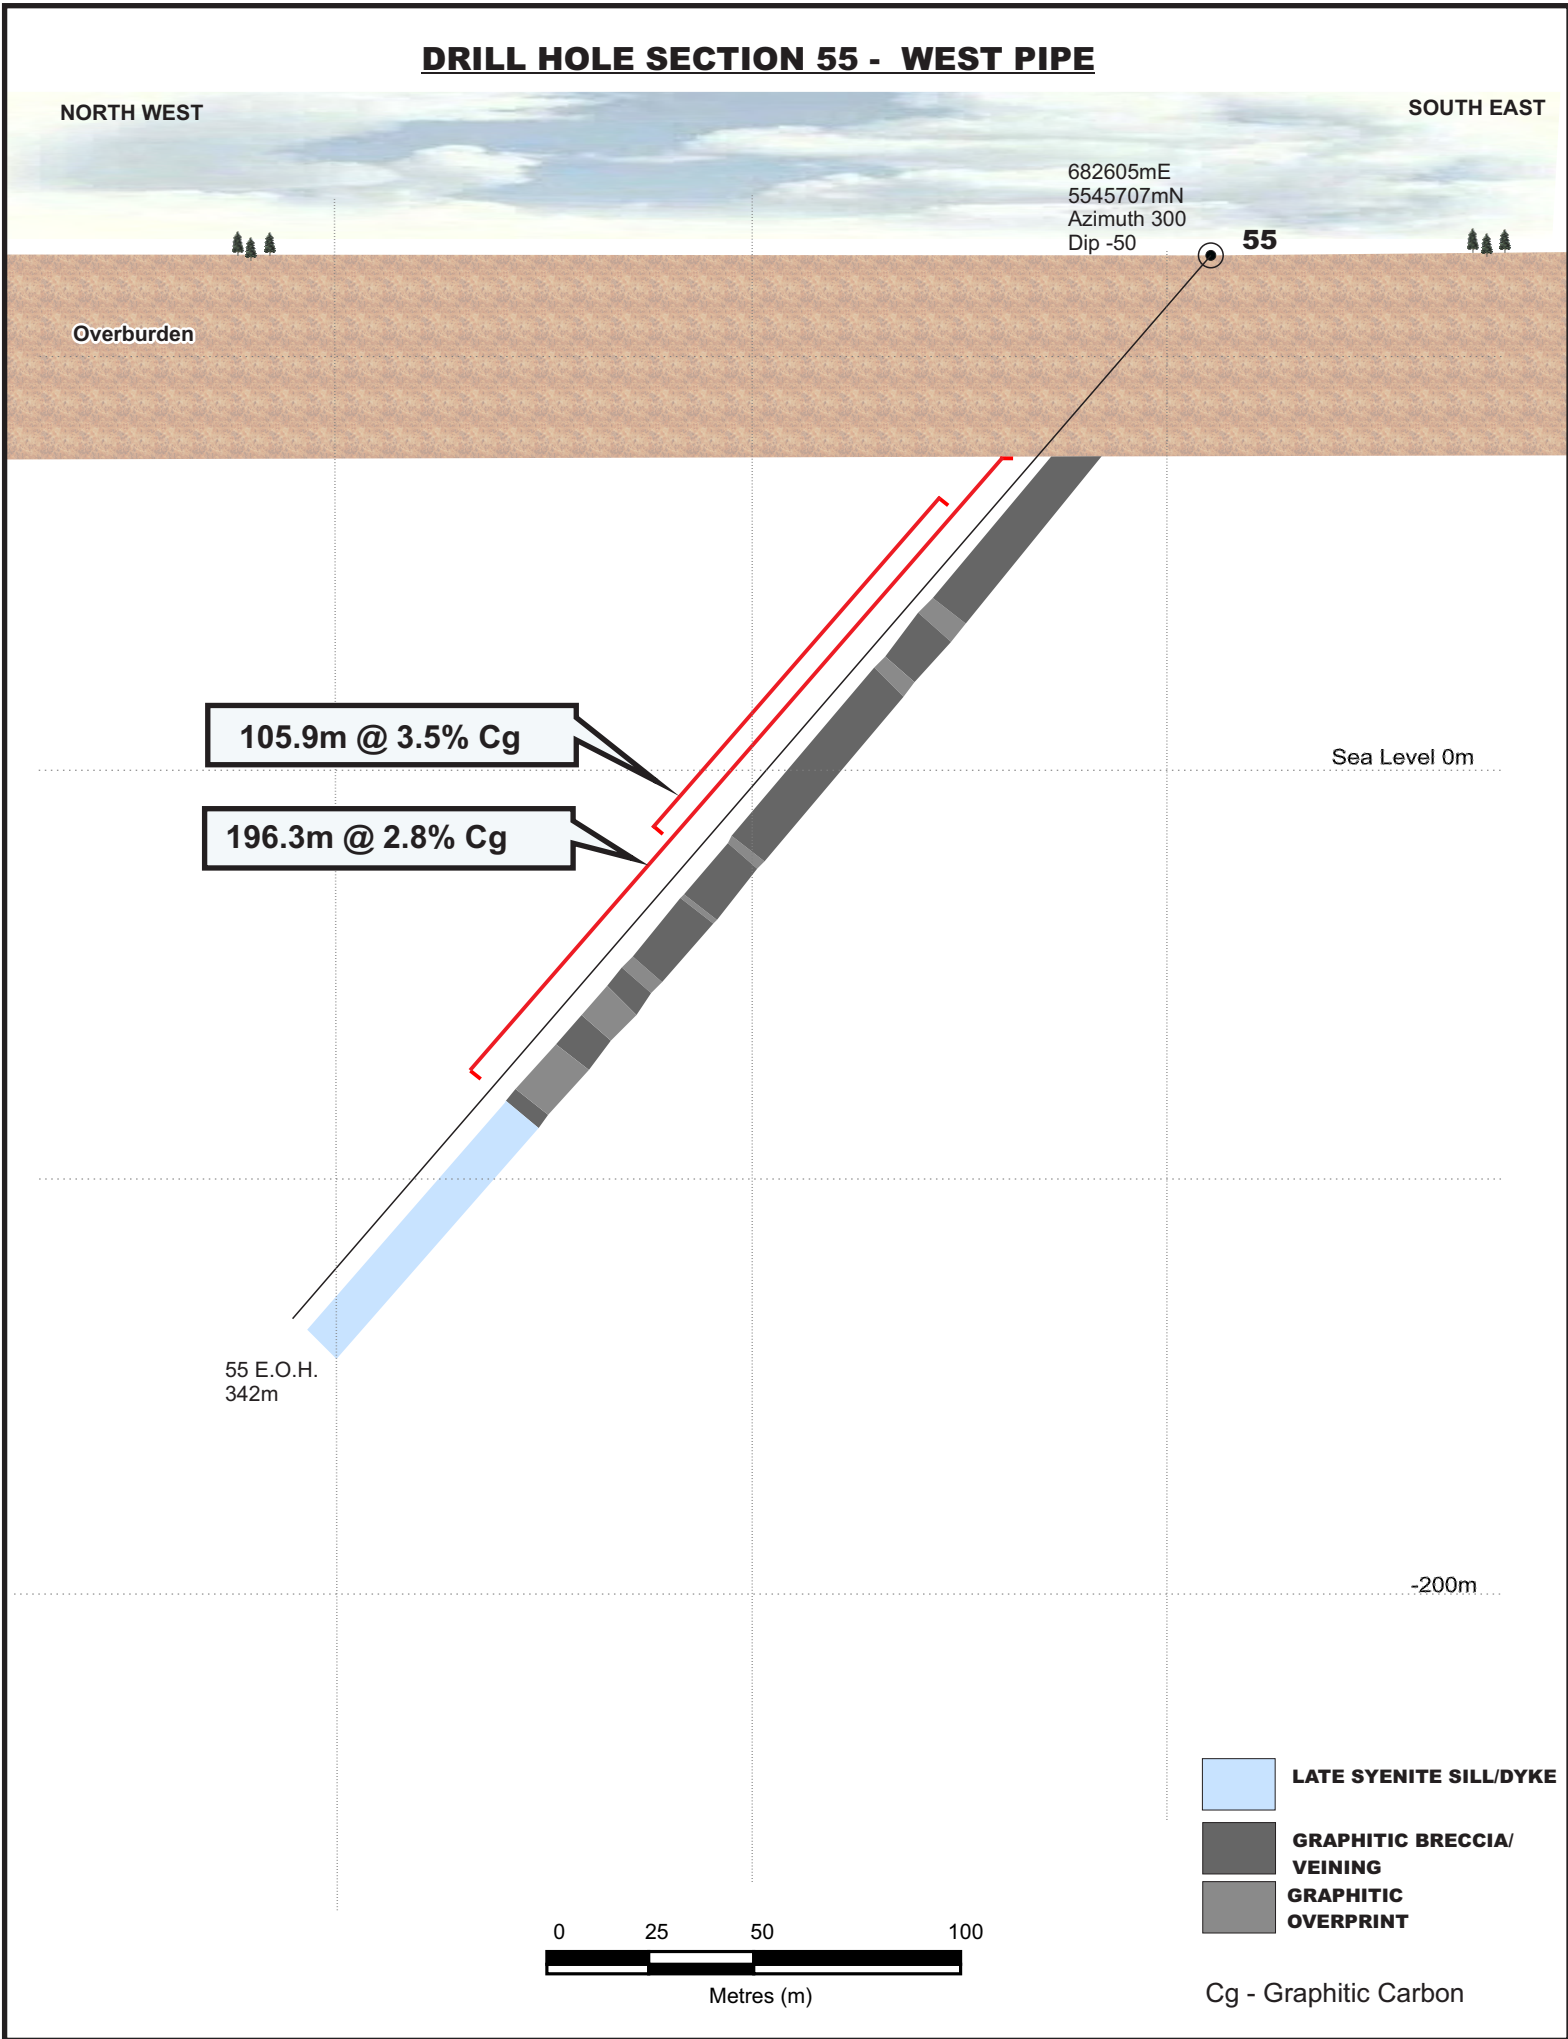 DRILL HOLE SECTION 55 - WEST PIPE
NORTH WEST
SOUTH EAST
682605mE
5545707mN
Azimuth 300
Dip -50
55
Overburden
105.9m @ 3.5% Cg
Sea Level 0m
196.3m @ 2.8% Cg
55 E.O.H.
342m
-200m
LATE SYENITE SILL/DYKE
GRAPHITIC BRECCIA/
VEINING
GRAPHITIC
OVERPRINT
0 25 50 100
Metres (m)
Cg - Graphitic Carbon